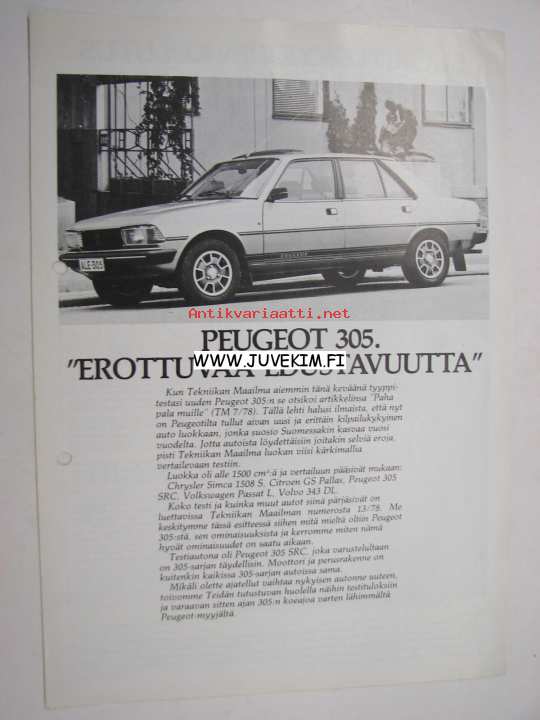 ALE-305
PEUGEOT
Antikvariaatti.net
PEUGEOT 305.
WWW.JUVEKIM.FI
"EROTTUVAA EDUSTAVUUTTA"
Kun Tekniikan Maailma aiemmin tänä keväänä tyyppi-
testasi uuden Peugeot 305:n se otsikoi artikkelinsa "Paha
pala muille" (TM 7/78). Tällä lehti halusi ilmaista, että nyt
on Peugeotilta tullut aivan uusi ja erittäin kilpailukykyinen
auto luokkaan, jonka suosio Suomessakin kasvaa vuosi
vuodelta. Jotta autoista löydettäisiin joitakin selviä eroja,
pisti Tekniikan Maailma luokan viisi kärkimallia
vertailevaan testiin.
Luokka oli alle 1500 cm³:ä ja vertailuun pääsivät mukaan:
Chrysler Simca 1508 S, Citroen GS Pallas, Peugeot 305
SRC, Volkswagen Passat L, Volvo 343 DL.
Koko testi ja kuinka muut autot siinä pärjäsivät on
luettavissa Tekniikan Maailman numerosta 13/78. Me
keskitymme tässä esitteessä siihen mitä mieltä oltiin Peugeot
305:stä, sen ominaisuuksista ja kerromme miten nämä
hyvät ominaisuudet on saatu aikaan.
Testiautona oli Peugeot 305 SRC, joka varustelultaan
on 305-sarjan täydellisin. Moottori ja perusrakenne on
kuitenkin kaikissa 305-sarjan autoissa sama.
Mikäli olette ajatellut vaihtaa nykyisen autonne uuteen,
toivomme Teidän tutustuvan huolella näihin testituloksiin
ja varaavan sitten ajan 305:n koeajoa varten lähimmältä
Peugeot-myyjältä.